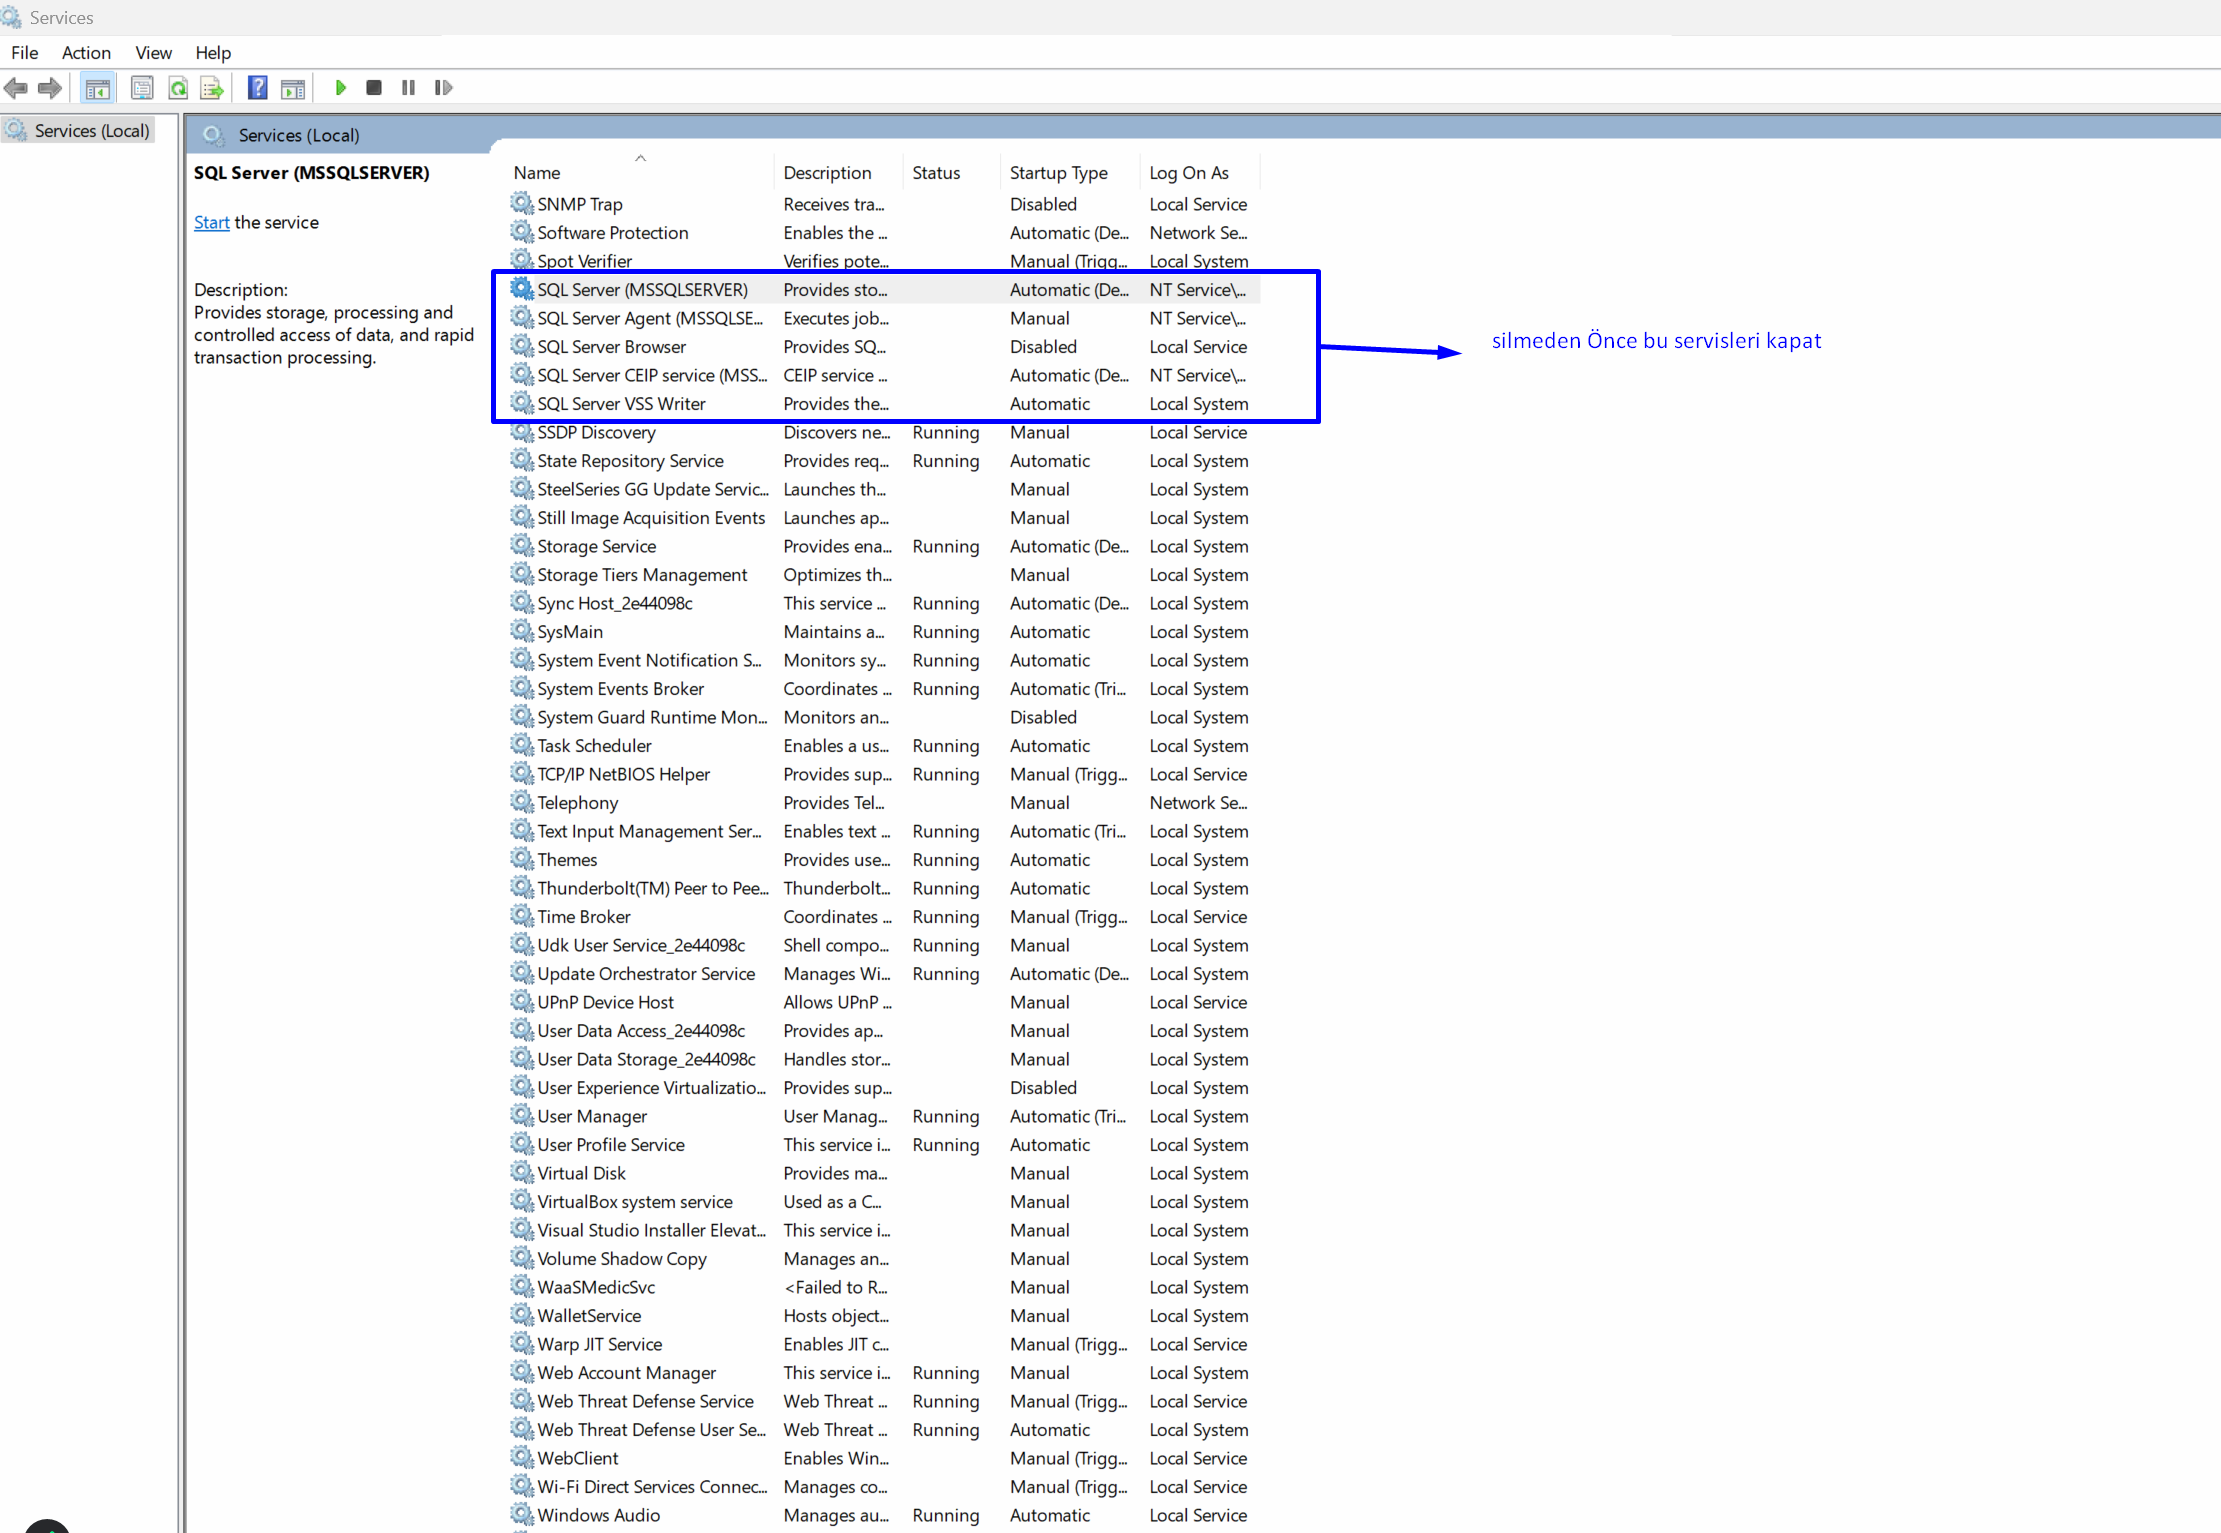 Services
File Action View Help
Services (Local)
Services (Local)
SQL Server (MSSQLSERVER)
Start the service
Description:
Provides storage, processing and
controlled access of data, and rapid
transaction processing.
Name Description Status Startup Type Log On As
SNMP Trap Receives tra... Disabled Local Service
Software Protection Enables the ... Automatic (De... Network Se...
Spot Verifier Verifies pote... Manual (Trigg... Local System
SQL Server (MSSQLSERVER) Provides sto... Automatic (De... NT Service\...
SQL Server Agent (MSSQLSE... Executes job... Manual NT Service\...
SQL Server Browser Provides SQ... Disabled Local Service
SQL Server CEIP service (MSS... CEIP service ... Automatic (De... NT Service\...
SQL Server VSS Writer Provides the... Automatic Local System
silmeden Önce bu servisleri kapat
SSDP Discovery Discovers ne... Running Manual Local Service
State Repository Service Provides req... Running Automatic Local System
SteelSeries GG Update Servic... Launches th... Manual Local System
Still Image Acquisition Events Launches ap... Manual Local System
Storage Service Provides ena... Running Automatic (De... Local System
Storage Tiers Management Optimizes th... Manual Local System
Sync Host_2e44098c This service ... Running Automatic (De... Local System
SysMain Maintains a... Running Automatic Local System
System Event Notification S... Monitors sy... Running Automatic Local System
System Events Broker Coordinates ... Running Automatic (Tri... Local System
System Guard Runtime Mon... Monitors an... Disabled Local System
Task Scheduler Enables a us... Running Automatic Local System
TCP/IP NetBIOS Helper Provides sup... Running Manual (Trigg... Local Service
Telephony Provides Tel... Manual Network Se...
Text Input Management Ser... Enables text ... Running Automatic (Tri... Local System
Themes Provides use... Running Automatic Local System
Thunderbolt(TM) Peer to Pee... Thunderbolt... Running Automatic Local System
Time Broker Coordinates ... Running Manual (Trigg... Local Service
Udk User Service_2e44098c Shell compo... Running Manual Local System
Update Orchestrator Service Manages Wi... Running Automatic (De... Local System
UPnP Device Host Allows UPnP ... Manual Local Service
User Data Access_2e44098c Provides ap... Manual Local System
User Data Storage_2e44098c Handles stor... Manual Local System
User Experience Virtualizatio... Provides sup... Disabled Local System
User Manager User Manag... Running Automatic (Tri... Local System
User Profile Service This service i... Running Automatic Local System
Virtual Disk Provides ma... Manual Local System
VirtualBox system service Used as a C... Manual Local System
Visual Studio Installer Elevat... This service i... Manual Local System
Volume Shadow Copy Manages an... Manual Local System
WaaSMedicSvc <Failed to R... Manual Local System
WalletService Hosts object... Manual Local System
Warp JIT Service Enables JIT c... Manual (Trigg... Local Service
Web Account Manager This service i... Running Manual Local System
Web Threat Defense Service Web Threat ... Running Manual (Trigg... Local Service
Web Threat Defense User Se... Web Threat ... Running Automatic Local System
WebClient Enables Win... Manual (Trigg... Local Service
Wi-Fi Direct Services Connec... Manages co... Manual (Trigg... Local Service
Windows Audio Manages au... Running Automatic Local Service